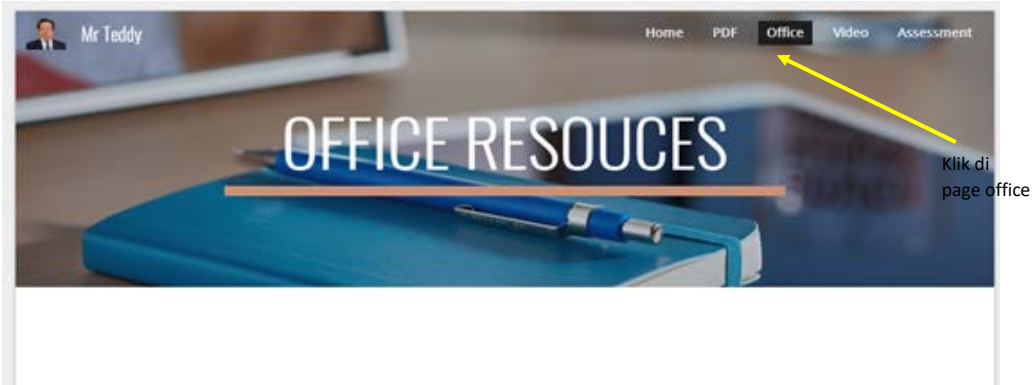 Mr Teddy
Home PDF Office Video Assessment
OFFICE RESOUCES
Klik di
page office